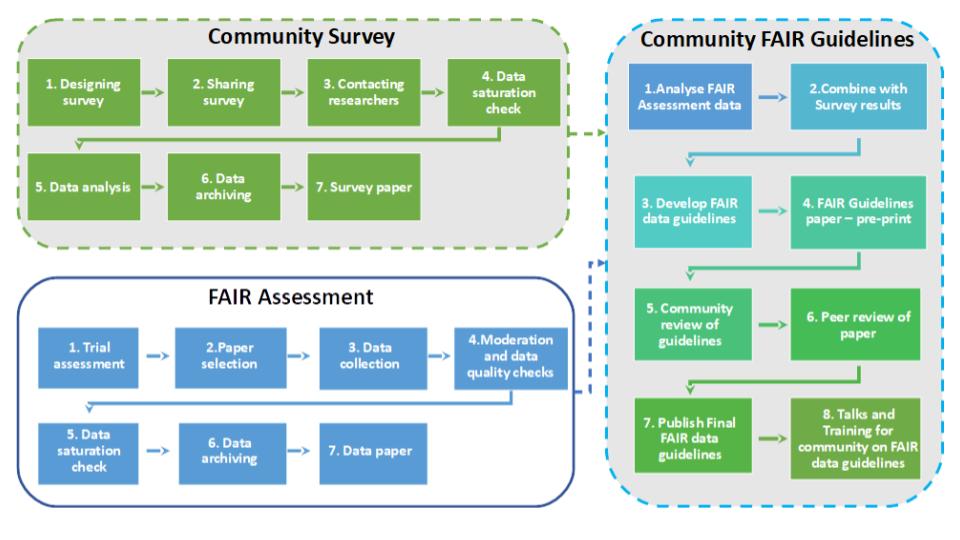 Community Survey
1. Designing
survey
2. Sharing
survey
3. Contacting
researchers
4. Data
saturation
check
5. Data analysis
6. Data
archiving
7. Survey paper
FAIR Assessment
1. Trial
assessment
2.Paper
selection
3. Data
collection
4.Moderation
and data
quality checks
5. Data
saturation
check
6. Data
archiving
7. Data paper
Community FAIR Guidelines
1.Analyse FAIR
Assessment data
2.Combine with
Survey results
3. Develop FAIR
data guidelines
4. FAIR Guidelines
paper – pre-print
5. Community
review of
guidelines
6. Peer review of
paper
7. Publish Final
FAIR data
guidelines
8. Talks and
Training for
community on FAIR
data guidelines